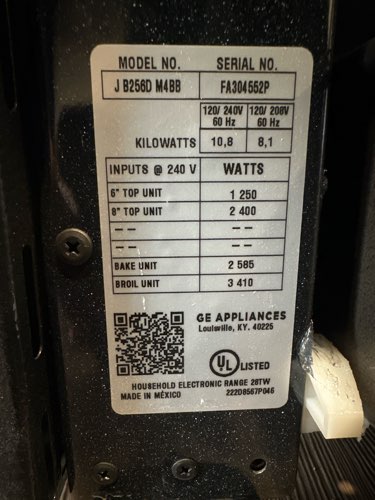 MODEL NO. SERIAL NO.
J B256D M4BB FA304552P
120/ 240V 120/ 208V
60 Hz 60 Hz
KILOWATTS 10,8 8,1
INPUTS @ 240 V WATTS
6" TOP UNIT 1 250
8" TOP UNIT 2 400
-- --
-- --
BAKE UNIT 2 585
BROIL UNIT 3 410
GE APPLIANCES
Louisville, KY. 40225
UL LISTED
HOUSEHOLD ELECTRONIC RANGE 28TW
MADE IN MÉXICO 222D8567P046